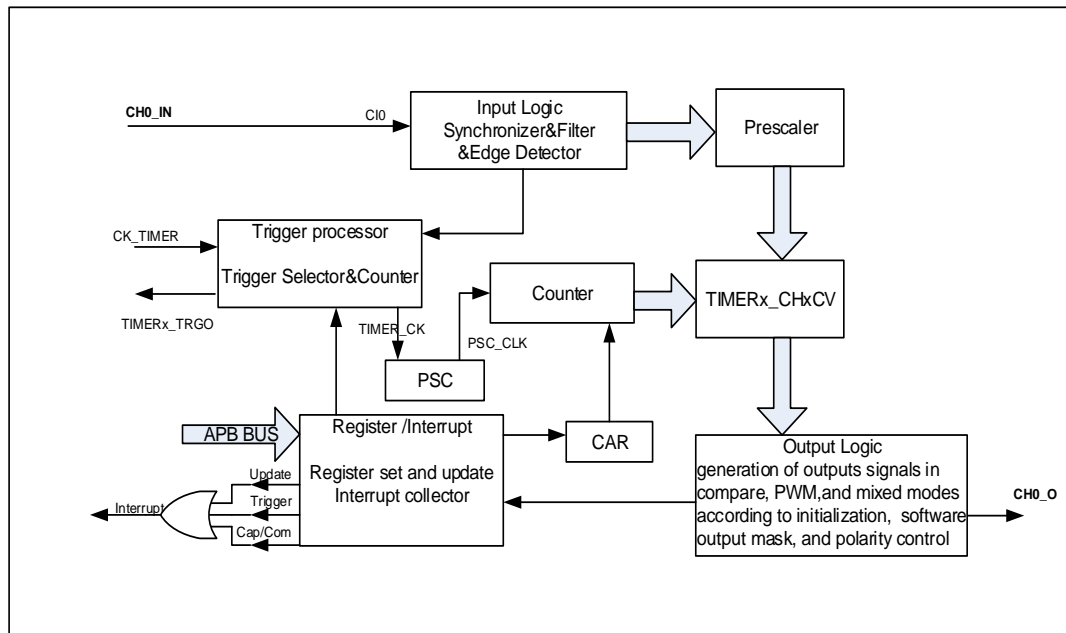 CH0_IN
CI0
Input Logic
Synchronizer&Filter
&Edge Detector
Prescaler
CK_TIMER
Trigger processor
Trigger Selector&Counter
TIMERx_TRGO
TIMER_CK
PSC_CLK
Counter
TIMERx_CHxCV
PSC
APB BUS
Register /Interrupt
Register set and update
Interrupt collector
CAR
Update
Trigger
Cap/Com
Interrupt
Output Logic
generation of outputs signals in
compare, PWM,and mixed modes
according to initialization, software
output mask, and polarity control
CH0_O